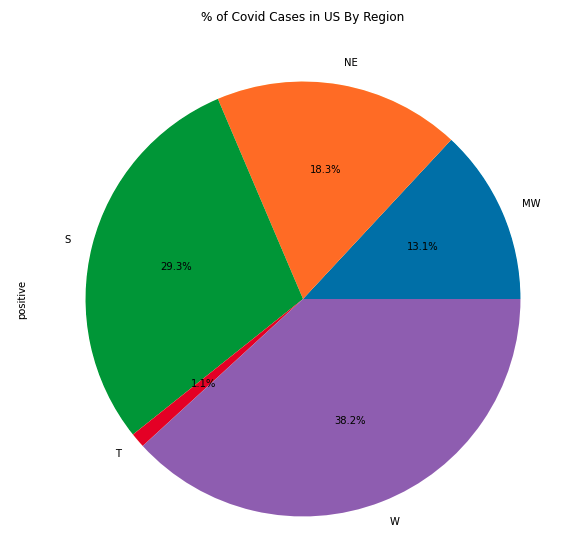 % of Covid Cases in US By Region
NE
MW
18.3%
13.1%
S
29.3%
positive
1.1%
38.2%
T
W